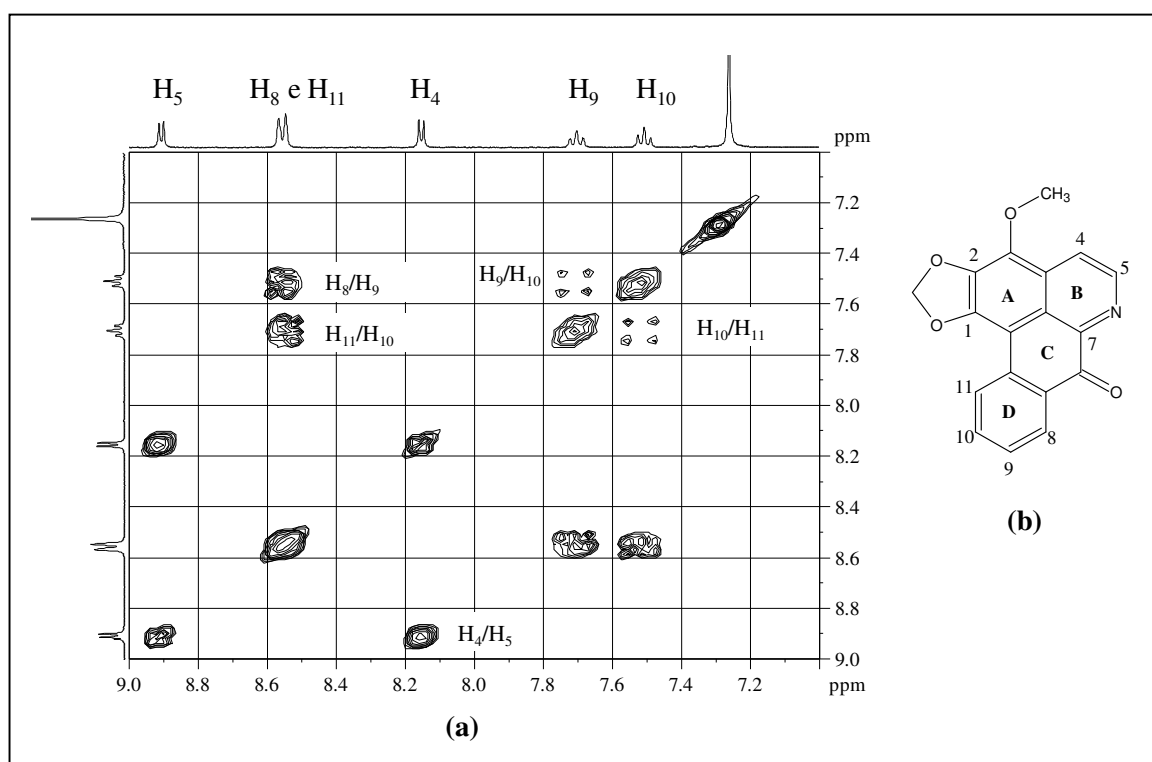 H₅ H₈ e H₁₁ H₄ H₉ H₁₀
ppm
7.2
7.4
H₈/H₉ H₉/H₁₀
7.6
H₁₁/H₁₀ H₁₀/H₁₁
7.8
8.0
8.2
8.4
8.6
8.8
H₄/H₅
9.0
9.0 8.8 8.6 8.4 8.2 8.0 7.8 7.6 7.4 7.2 ppm
(a)
CH₃
O
4
2
5
O
A B
N
O
1
7
C
11
O
D
10
8
9
(b)